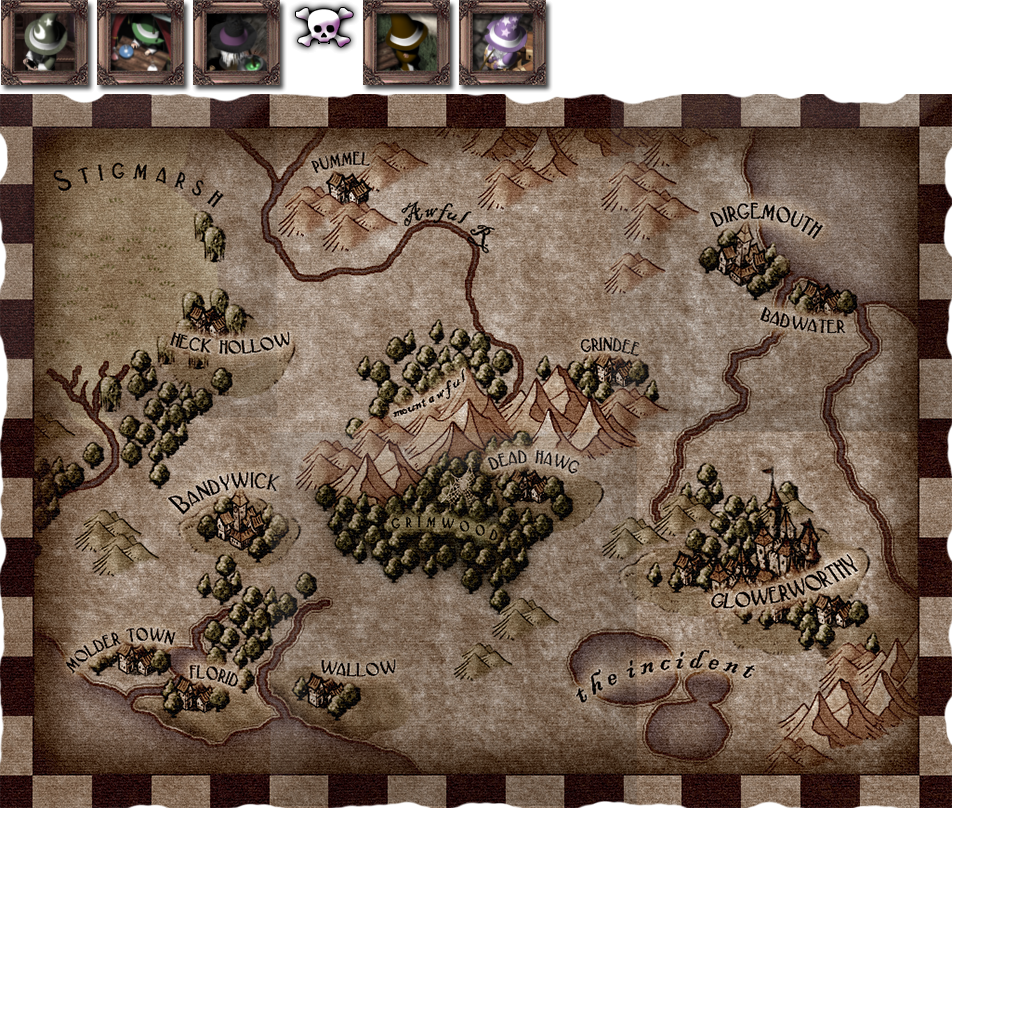 STIGMARSH
PUMMEL
Awful R
DIRGEMOUTH
BADWATER
HECK HOLLOW
GRINDEE
mount awful
DEAD HAWG
BANDYWICK
GRIMWOOD
GLOWERWORTHY
MOLDER TOWN
FLORID
WALLOW
the incident